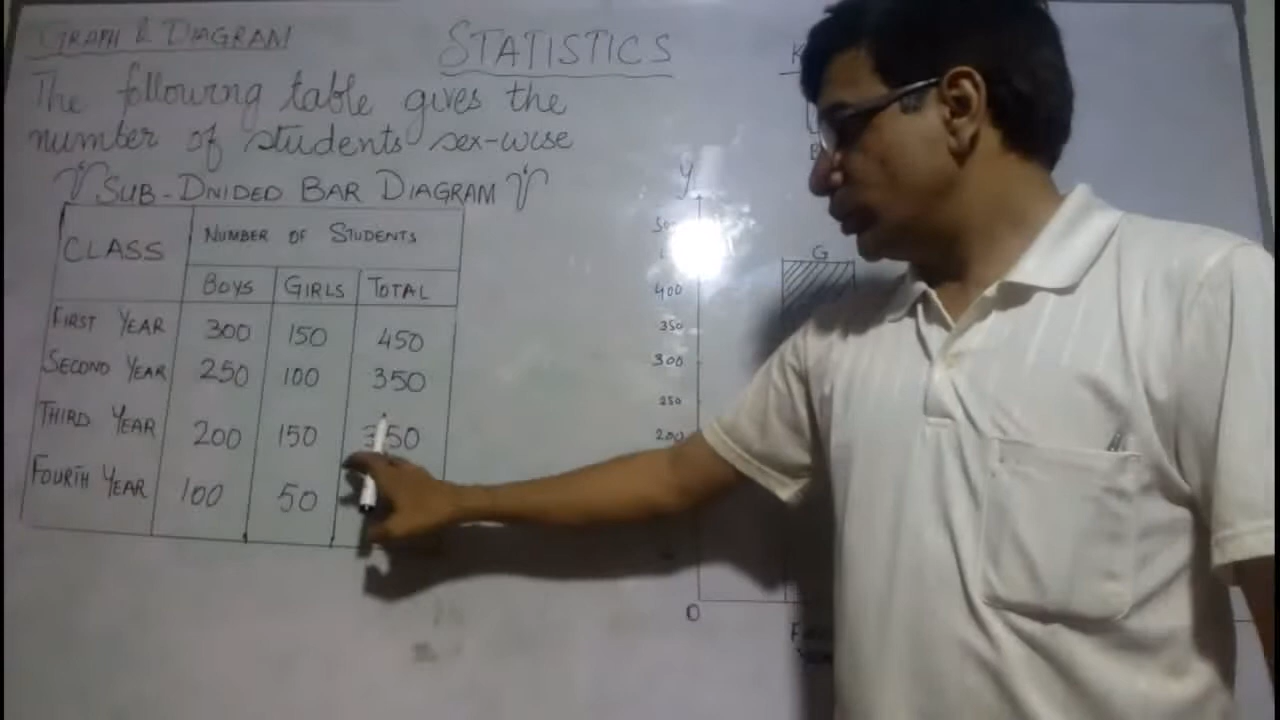 GRAPH & DIAGRAM
STATISTICS
The following table gives the
number of students sex-wise
SUB-DIVIDED BAR DIAGRAM
CLASS
NUMBER OF STUDENTS
BOYS GIRLS TOTAL
FIRST YEAR 300 150 450
SECOND YEAR 250 100 350
THIRD YEAR 200 150 350
FOURTH YEAR 100 50
y
G
400
350
300
250
200
0